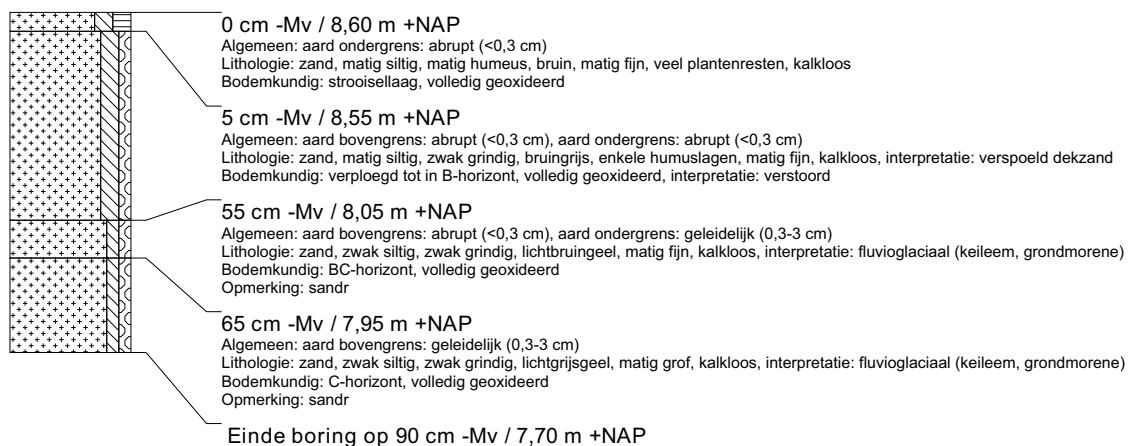 0 cm -Mv / 8,60 m +NAP
Algemeen: aard ondergrens: abrupt (<0,3 cm)
Lithologie: zand, matig siltig, matig humeus, bruin, matig fijn, veel plantenresten, kalkloos
Bodemkundig: strooisellaag, volledig geoxideerd
5 cm -Mv / 8,55 m +NAP
Algemeen: aard bovengrens: abrupt (<0,3 cm), aard ondergrens: abrupt (<0,3 cm)
Lithologie: zand, matig siltig, zwak grindig, bruingrijs, enkele humuslagen, matig fijn, kalkloos, interpretatie: verspoeld dekzand
Bodemkundig: verploegd tot in B-horizont, volledig geoxideerd, interpretatie: verstoord
55 cm -Mv / 8,05 m +NAP
Algemeen: aard bovengrens: abrupt (<0,3 cm), aard ondergrens: geleidelijk (0,3-3 cm)
Lithologie: zand, zwak siltig, zwak grindig, lichtbruingeel, matig fijn, kalkloos, interpretatie: fluvioglaciaal (keileem, grondmorene)
Bodemkundig: BC-horizont, volledig geoxideerd
Opmerking: sandr
65 cm -Mv / 7,95 m +NAP
Algemeen: aard bovengrens: geleidelijk (0,3-3 cm)
Lithologie: zand, zwak siltig, zwak grindig, lichtgrijsgeel, matig grof, kalkloos, interpretatie: fluvioglaciaal (keileem, grondmorene)
Bodemkundig: C-horizont, volledig geoxideerd
Opmerking: sandr
Einde boring op 90 cm -Mv / 7,70 m +NAP